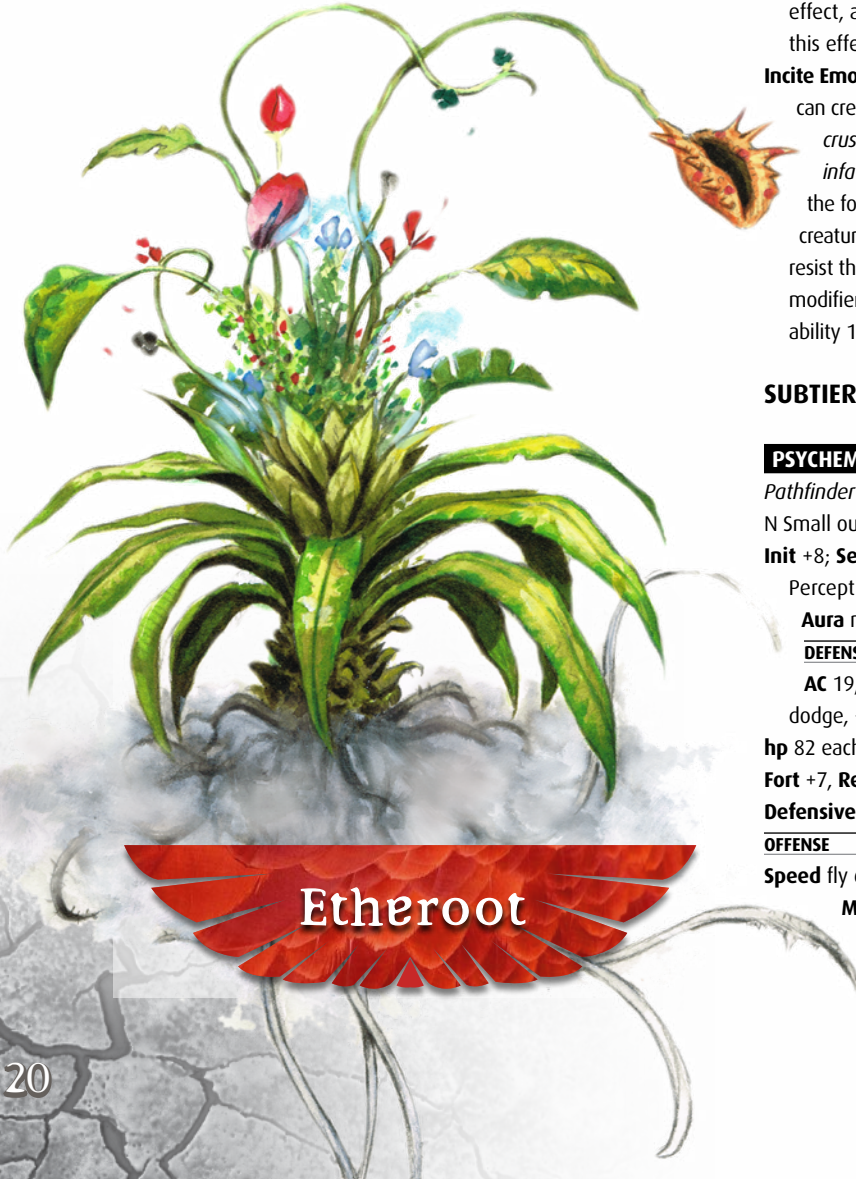 effect, a
this effe
Incite Emo
can cre
crus
infa
the fo
creatur
resist th
modifier
ability 1
SUBTIER
PSYCHEM
Pathfinder
N Small ou
Init +8; Se
Percept
Aura r
DEFENS
AC 19,
dodge,
hp 82 each
Fort +7, Re
Defensive
OFFENSE
Speed fly
M
Etheroot
20